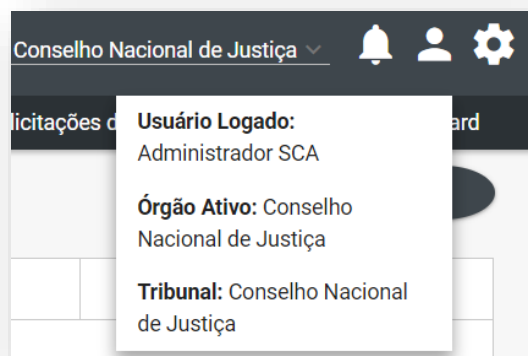 Conselho Nacional de Justiça
licitações d
ard
Usuário Logado:
Administrador SCA
Órgão Ativo: Conselho
Nacional de Justiça
Tribunal: Conselho Nacional
de Justiça